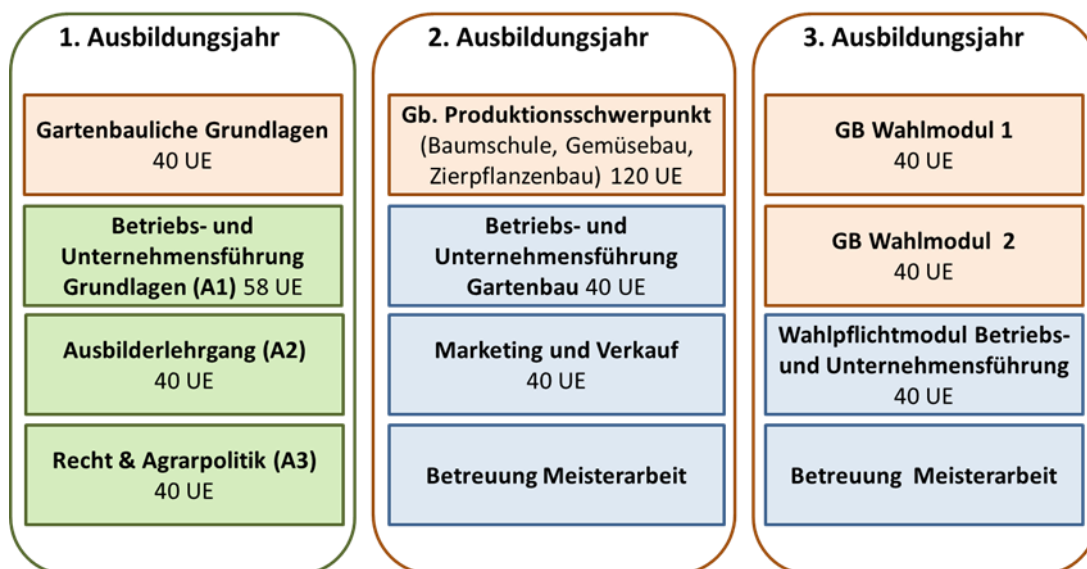 1. Ausbildungsjahr
Gartenbauliche Grundlagen
40 UE
Betriebs- und
Unternehmensführung
Grundlagen (A1) 58 UE
Ausbilderlehrgang (A2)
40 UE
Recht & Agrarpolitik (A3)
40 UE
2. Ausbildungsjahr
Gb. Produktionsschwerpunkt
(Baumschule, Gemüsebau,
Zierpflanzenbau) 120 UE
Betriebs- und
Unternehmensführung
Gartenbau 40 UE
Marketing und Verkauf
40 UE
Betreuung Meisterarbeit
3. Ausbildungsjahr
GB Wahlmodul 1
40 UE
GB Wahlmodul 2
40 UE
Wahlpflichtmodul Betriebs-
und Unternehmensführung
40 UE
Betreuung Meisterarbeit